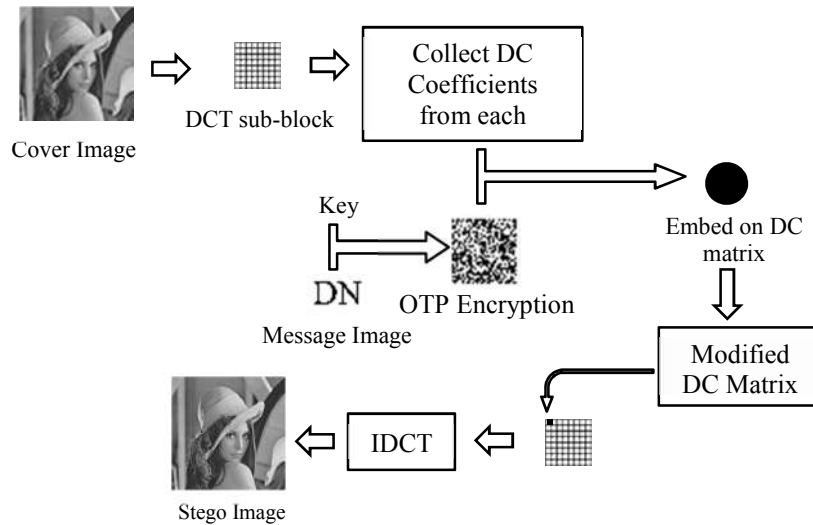 Cover Image
DCT sub-block
Collect DC
Coefficients
from each
Key
DN
Message Image
OTP Encryption
Embed on DC
matrix
Modified
DC Matrix
IDCT
Stego Image